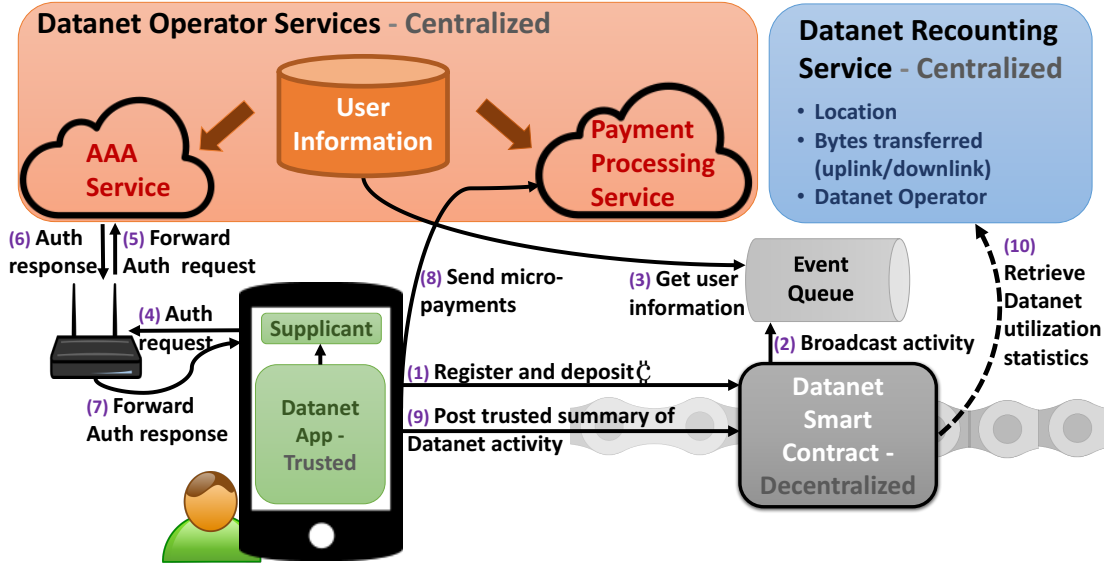 Datanet Operator Services - Centralized
User
Information
AAA
Service
Payment
Processing
Service
Datanet Recounting
Service - Centralized
• Location
• Bytes transferred
(uplink/downlink)
• Datanet Operator
(6) Auth
response
(5) Forward
Auth request
(4) Auth
request
(7) Forward
Auth response
Supplicant
Datanet
App -
Trusted
(8) Send micro-
payments
(3) Get user
information
Event
Queue
(2) Broadcast activity
(1) Register and deposit
(9) Post trusted summary of
Datanet activity
Datanet
Smart
Contract -
Decentralized
(10)
Retrieve
Datanet
utilization
statistics